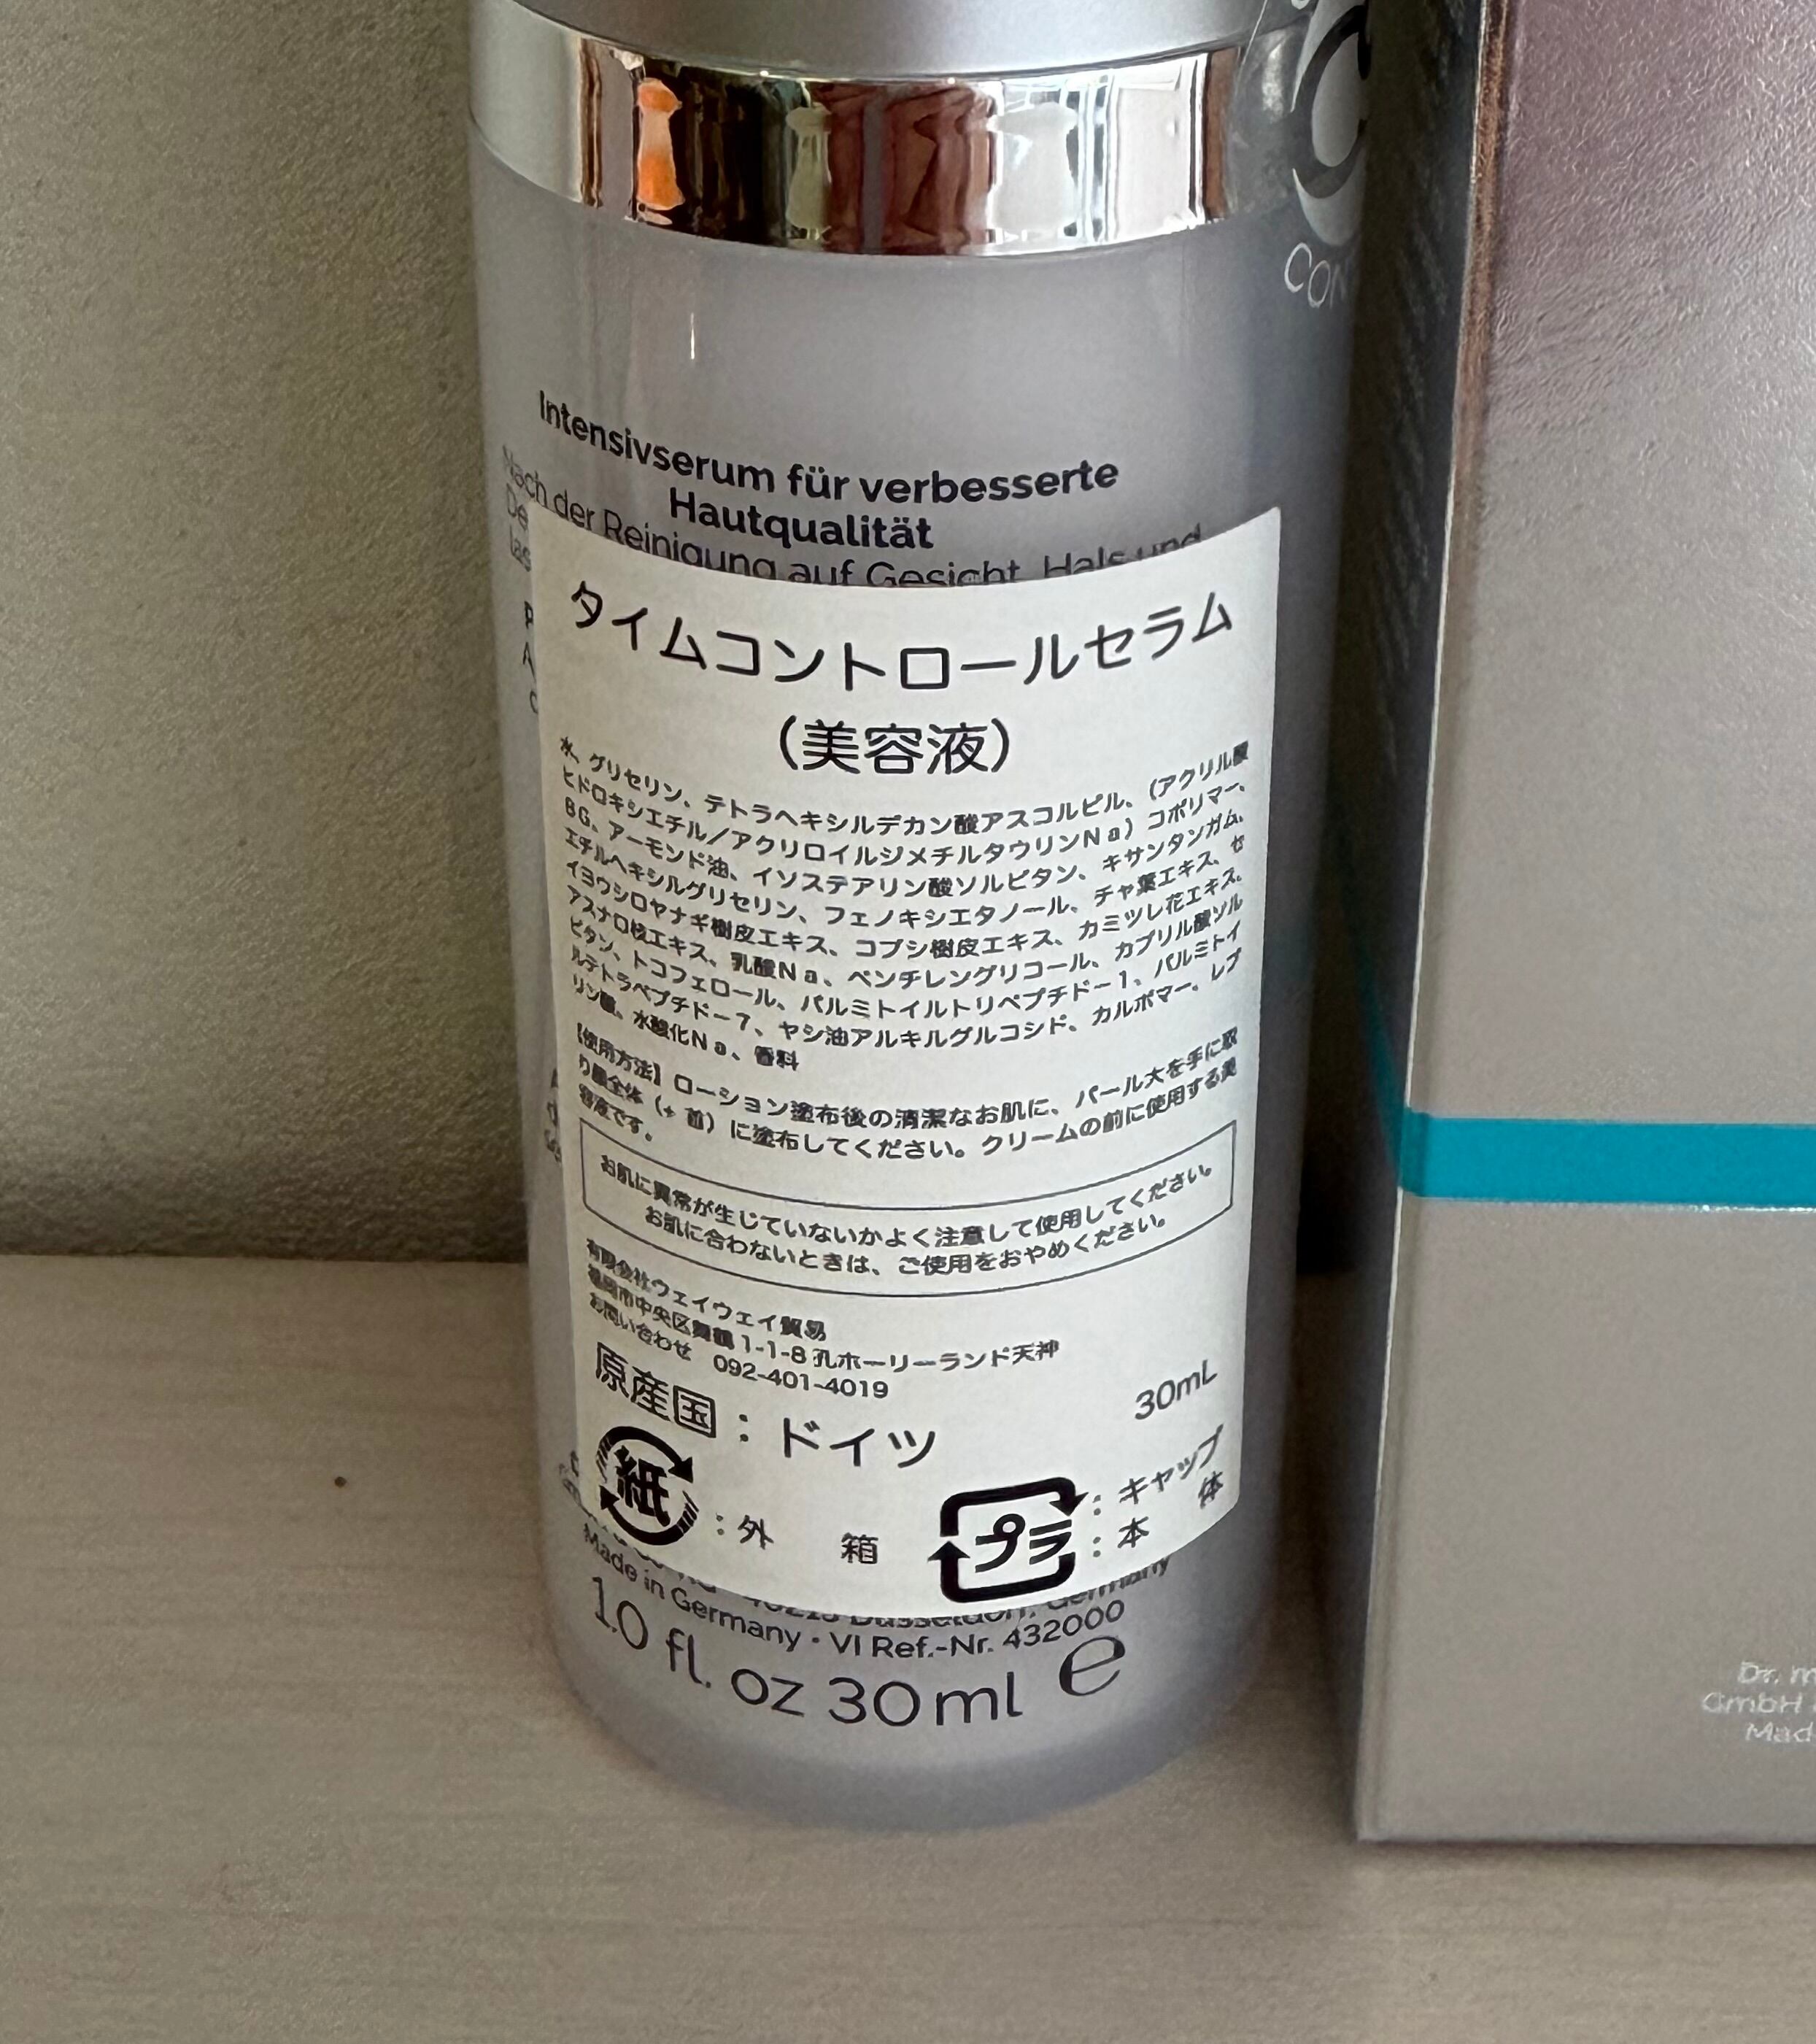 CON
Intensivserum für verbesserte
Hautqualität
Nach der Reinigung auf Gesicht, Hals und
タイムコントロールセラム
(美容液)
水、グリセリン、テトラヘキシルデカン酸アスコルビル、(アクリル酸
ヒドロキシエチル/アクリロイルジメチルタウリンNa)コポリマー、
BG、アーモンド油、イソステアリン酸ソルビタン、キサンタンガム、
エチルヘキシルグリセリン、フェノキシエタノール、チャ葉エキス、セ
イヨウシロヤナギ樹皮エキス、コブシ樹皮エキス、カミツレ花エキス、
アスナロ枝エキス、乳酸Na、ペンチレングリコール、カプリル酸ソル
ビタン、トコフェロール、パルミトイルトリペプチド-1、パルミトイ
ルテトラペプチド-7、ヤシ油アルキルグルコシド、カルボマー、レブ
リン酸、水酸化Na、香料
【使用方法】ローション塗布後の清潔なお肌に、パール大を手に取
り顔全体(+首)に塗布してください。クリームの前に使用する美
容液です。
お肌に異常が生じていないかよく注意して使用してください。
お肌に合わないときは、ご使用をおやめください。
有限会社ウェイウェイ貿易
福岡市中央区舞鶴1-1-8 孔ホーリーランド天神
お問い合わせ 092-401-4019
30mL
原産国:ドイツ
紙:外 箱
プラ:キャップ
:本 体
40213 Düsseldorf, Germany
Made in Germany・VI Ref.-Nr. 432000
1.0 fl. oz 30 ml e
Dr. m
GmbH
Mad